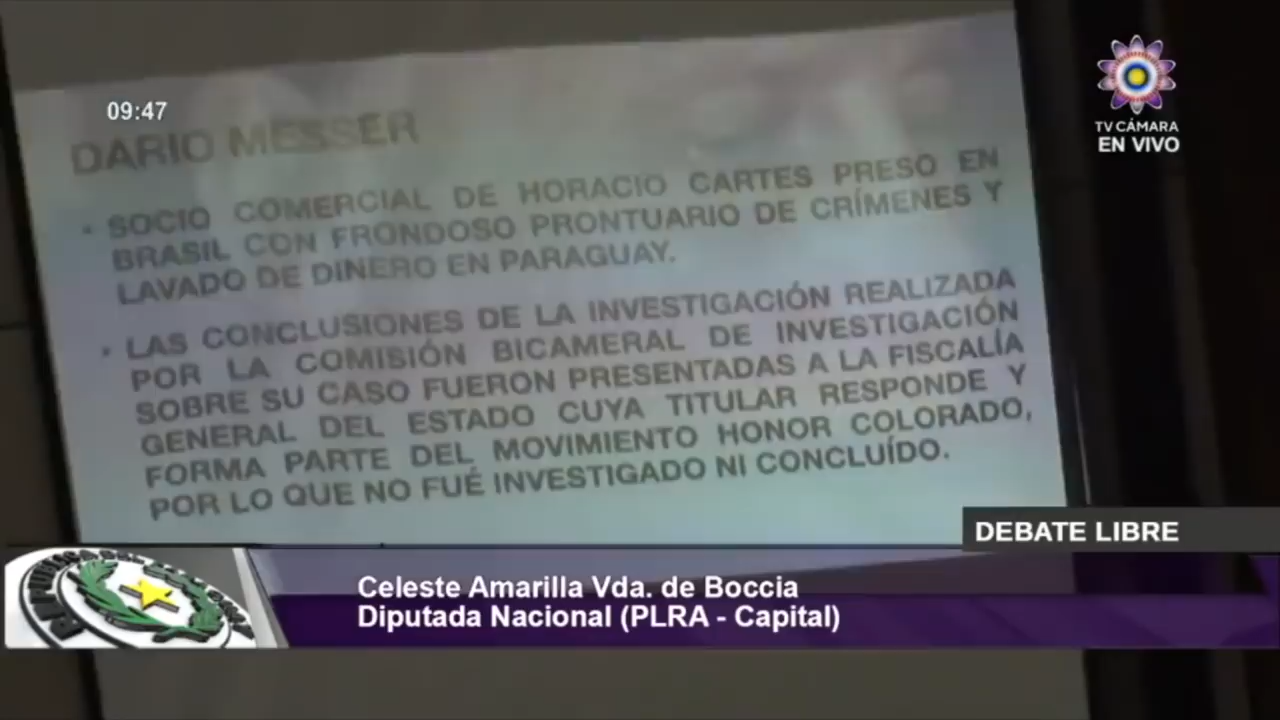 09:47
TV CÁMARA
EN VIVO
DARIO MESSER
• SOCIO COMERCIAL DE HORACIO CARTES PRESO EN
BRASIL CON FRONDOSO PRONTUARIO DE CRÍMENES Y
LAVADO DE DINERO EN PARAGUAY.
• LAS CONCLUSIONES DE LA INVESTIGACIÓN REALIZADA
POR LA COMISIÓN BICAMERAL DE INVESTIGACIÓN
SOBRE SU CASO FUERON PRESENTADAS A LA FISCALÍA
GENERAL DEL ESTADO CUYA TITULAR RESPONDE Y
FORMA PARTE DEL MOVIMIENTO HONOR COLORADO,
POR LO QUE NO FUÉ INVESTIGADO NI CONCLUÍDO.
DEBATE LIBRE
Celeste Amarilla Vda. de Boccia
Diputada Nacional (PLRA - Capital)